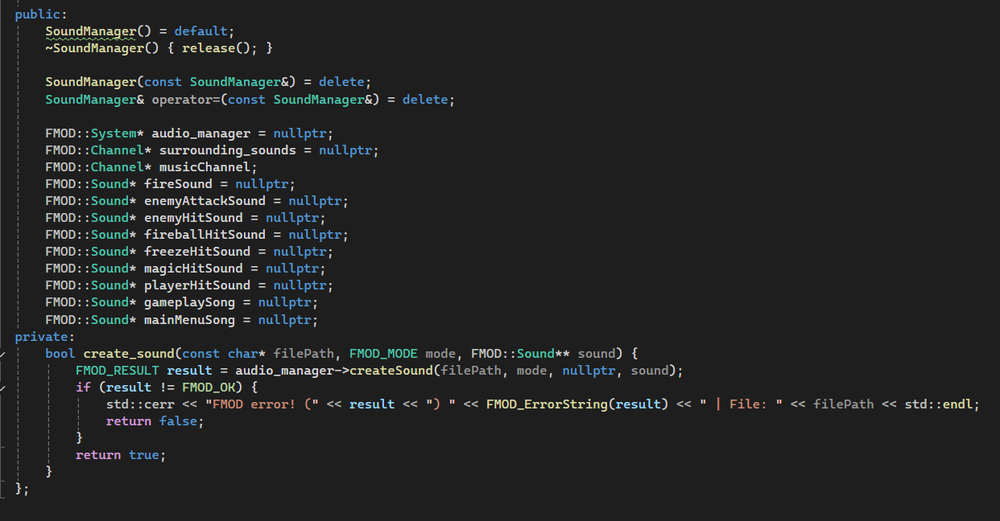 public:
    SoundManager() = default;
    ~SoundManager() { release(); }

    SoundManager(const SoundManager&) = delete;
    SoundManager& operator=(const SoundManager&) = delete;

    FMOD::System* audio_manager = nullptr;
    FMOD::Channel* surrounding_sounds = nullptr;
    FMOD::Channel* musicChannel;
    FMOD::Sound* fireSound = nullptr;
    FMOD::Sound* enemyAttackSound = nullptr;
    FMOD::Sound* enemyHitSound = nullptr;
    FMOD::Sound* fireballHitSound = nullptr;
    FMOD::Sound* freezeHitSound = nullptr;
    FMOD::Sound* magicHitSound = nullptr;
    FMOD::Sound* playerHitSound = nullptr;
    FMOD::Sound* gameplaySong = nullptr;
    FMOD::Sound* mainMenuSong = nullptr;
private:
    bool create_sound(const char* filePath, FMOD_MODE mode, FMOD::Sound** sound) {
        FMOD_RESULT result = audio_manager->createSound(filePath, mode, nullptr, sound);
        if (result != FMOD_OK) {
            std::cerr << "FMOD error! (" << result << ") " << FMOD_ErrorString(result) << " | File: " << filePath << std::endl;
            return false;
        }
        return true;
    }
};